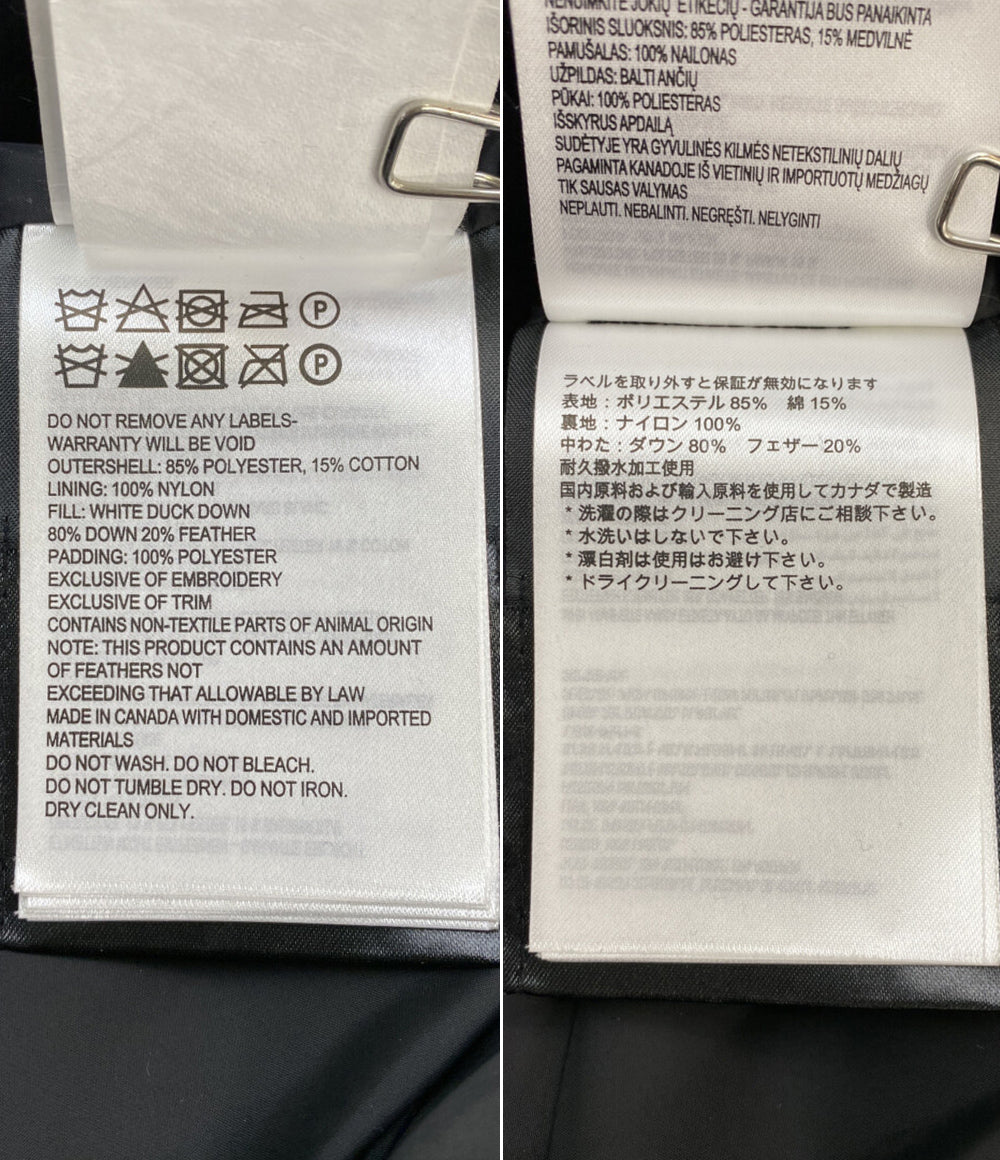 DO NOT REMOVE ANY LABELS-
WARRANTY WILL BE VOID
OUTERSHELL: 85% POLYESTER, 15% COTTON
LINING: 100% NYLON
FILL: WHITE DUCK DOWN
80% DOWN 20% FEATHER
PADDING: 100% POLYESTER
EXCLUSIVE OF EMBROIDERY
EXCLUSIVE OF TRIM
CONTAINS NON-TEXTILE PARTS OF ANIMAL ORIGIN
NOTE: THIS PRODUCT CONTAINS AN AMOUNT
OF FEATHERS NOT
EXCEEDING THAT ALLOWABLE BY LAW
MADE IN CANADA WITH DOMESTIC AND IMPORTED
MATERIALS
DO NOT WASH. DO NOT BLEACH.
DO NOT TUMBLE DRY. DO NOT IRON.
DRY CLEAN ONLY.
NENUIMKITE JOKIŲ ETIKEČIŲ - GARANTIJA BUS PANAIKINTA
IŠORINIS SLUOKSNIS: 85% POLIESTERAS, 15% MEDVILNĖ
PAMUŠALAS: 100% NAILONAS
UŽPILDAS: BALTI ANČIŲ
PŪKAI: 100% POLIESTERAS
IŠSKYRUS APDAILĄ
SUDĖTYJE YRA GYVULINĖS KILMĖS NETEKSTILINIŲ DALIŲ
PAGAMINTA KANADOJE IŠ VIETINIŲ IR IMPORTUOTŲ MEDŽIAGŲ
TIK SAUSAS VALYMAS
NEPLAUTI. NEBALINTI. NEGRĘŠTI. NELYGINTI
ラベルを取り外すと保証が無効になります
表地：ポリエステル 85%　綿 15%
裏地：ナイロン 100%
中わた：ダウン 80%　フェザー 20%
耐久撥水加工使用
国内原料および輸入原料を使用してカナダで製造
* 洗濯の際はクリーニング店にご相談下さい。
* 水洗いはしないで下さい。
* 漂白剤は使用はお避け下さい。
* ドライクリーニングして下さい。
P
P